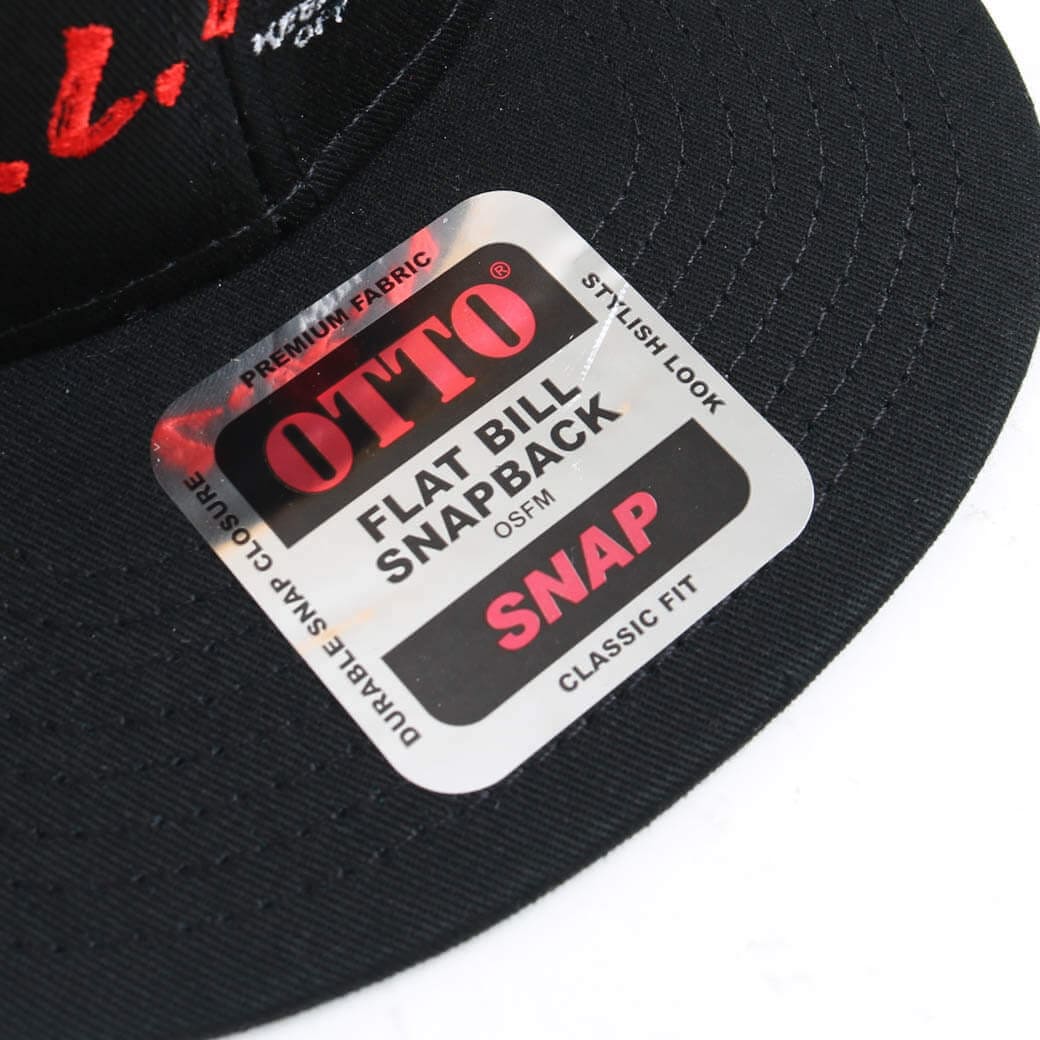 PREMIUM FABRIC
OTTO®
STYLISH LOOK
FLAT BILL
SNAPBACK
OSFM
SNAP
DURABLE SNAP CLOSURE
CLASSIC FIT